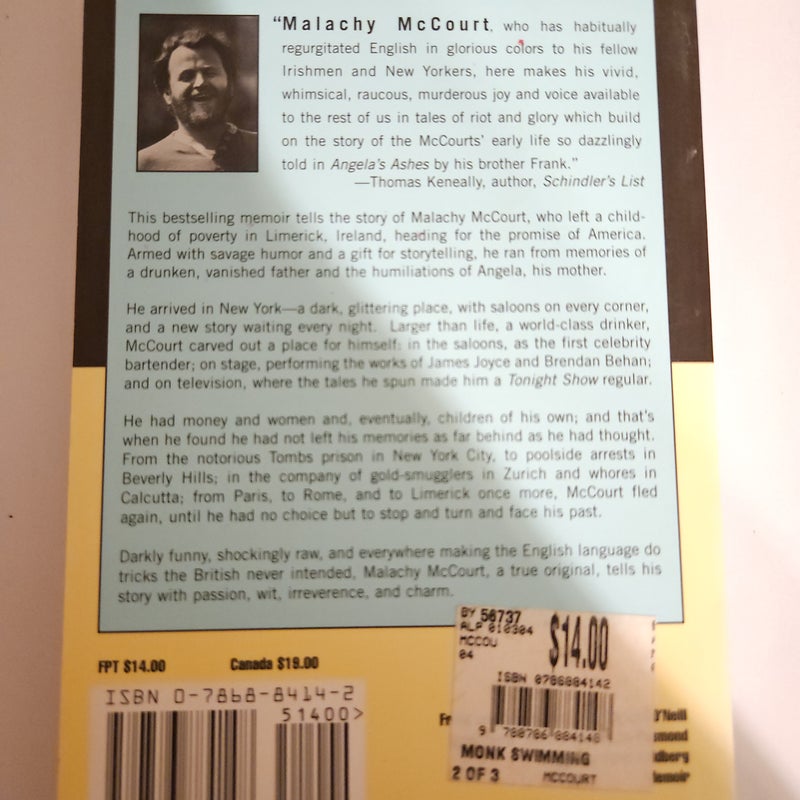 “Malachy McCourt, who has habitually
regurgitated English in glorious colors to his fellow
Irishmen and New Yorkers, here makes his vivid,
whimsical, raucous, murderous joy and voice available
to the rest of us in tales of riot and glory which build
on the story of the McCourts’ early life so dazzlingly
told in Angela’s Ashes by his brother Frank.”
—Thomas Keneally, author, Schindler’s List
This bestselling memoir tells the story of Malachy McCourt, who left a child-
hood of poverty in Limerick, Ireland, heading for the promise of America.
Armed with savage humor and a gift for storytelling, he ran from memories of
a drunken, vanished father and the humiliations of Angela, his mother.
He arrived in New York—a dark, glittering place, with saloons on every corner,
and a new story waiting every night. Larger than life, a world-class drinker,
McCourt carved out a place for himself: in the saloons, as the first celebrity
bartender; on stage, performing the works of James Joyce and Brendan Behan;
and on television, where the tales he spun made him a Tonight Show regular.
He had money and women and, eventually, children of his own; and that’s
when he found he had not left his memories as far behind as he had thought.
From the notorious Tombs prison in New York City, to poolside arrests in
Beverly Hills; in the company of gold-smugglers in Zurich and whores in
Calcutta; from Paris, to Rome, and to Limerick once more, McCourt fled
again, until he had no choice but to stop and turn and face his past.
Darkly funny, shockingly raw, and everywhere making the English language do
tricks the British never intended, Malachy McCourt, a true original, tells his
story with passion, wit, irreverence, and charm.
FPT $14.00 Canada $19.00
ISBN 0-7868-8414-2
51400>
BY 56737
ALP 010304
MCCOU
04
$14.00
ISBN 0786884142
9 780786 884148
MONK SWIMMING
2 OF 3 MCCOURT
O’Neill